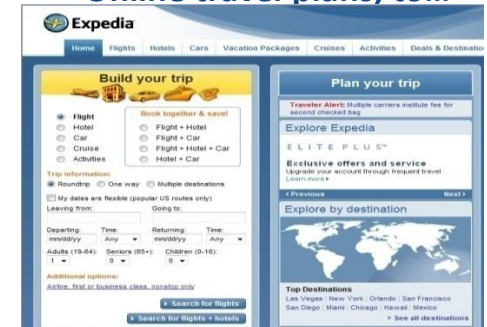 Online travel plans, to...
Expedia
Home Flights Hotels Cars Vacation Packages Cruises Activities Deals & Destinatio
Build your trip
Flight
Hotel
Car
Cruise
Activities
Book together & save!
Flight + Hotel
Flight + Car
Flight + Hotel + Car
Hotel + Car
Trip information:
Roundtrip One way Multiple destinations
My dates are flexible (popular US routes only)
Leaving from: Going to:
Departing: Time: Returning: Time:
mm/dd/yy Any mm/dd/yy Any
Adults (19-64): Seniors (65+): Children (0-18):
1 0 0
Additional options:
Airline, first or business class, nonstop only
Search for flights
Search for flights + hotels
Plan your trip
Traveler Alert: Multiple carriers institute fee for
second checked bag
Explore Expedia
ELITE PLUS℠
Exclusive offers and service
Upgrade your account through frequent travel
Learn more
Previous Next
Explore by destination
Top Destinations
Las Vegas | New York | Orlando | San Francisco
San Diego | Miami | Chicago | Hawaii | Mexico
See all destinations